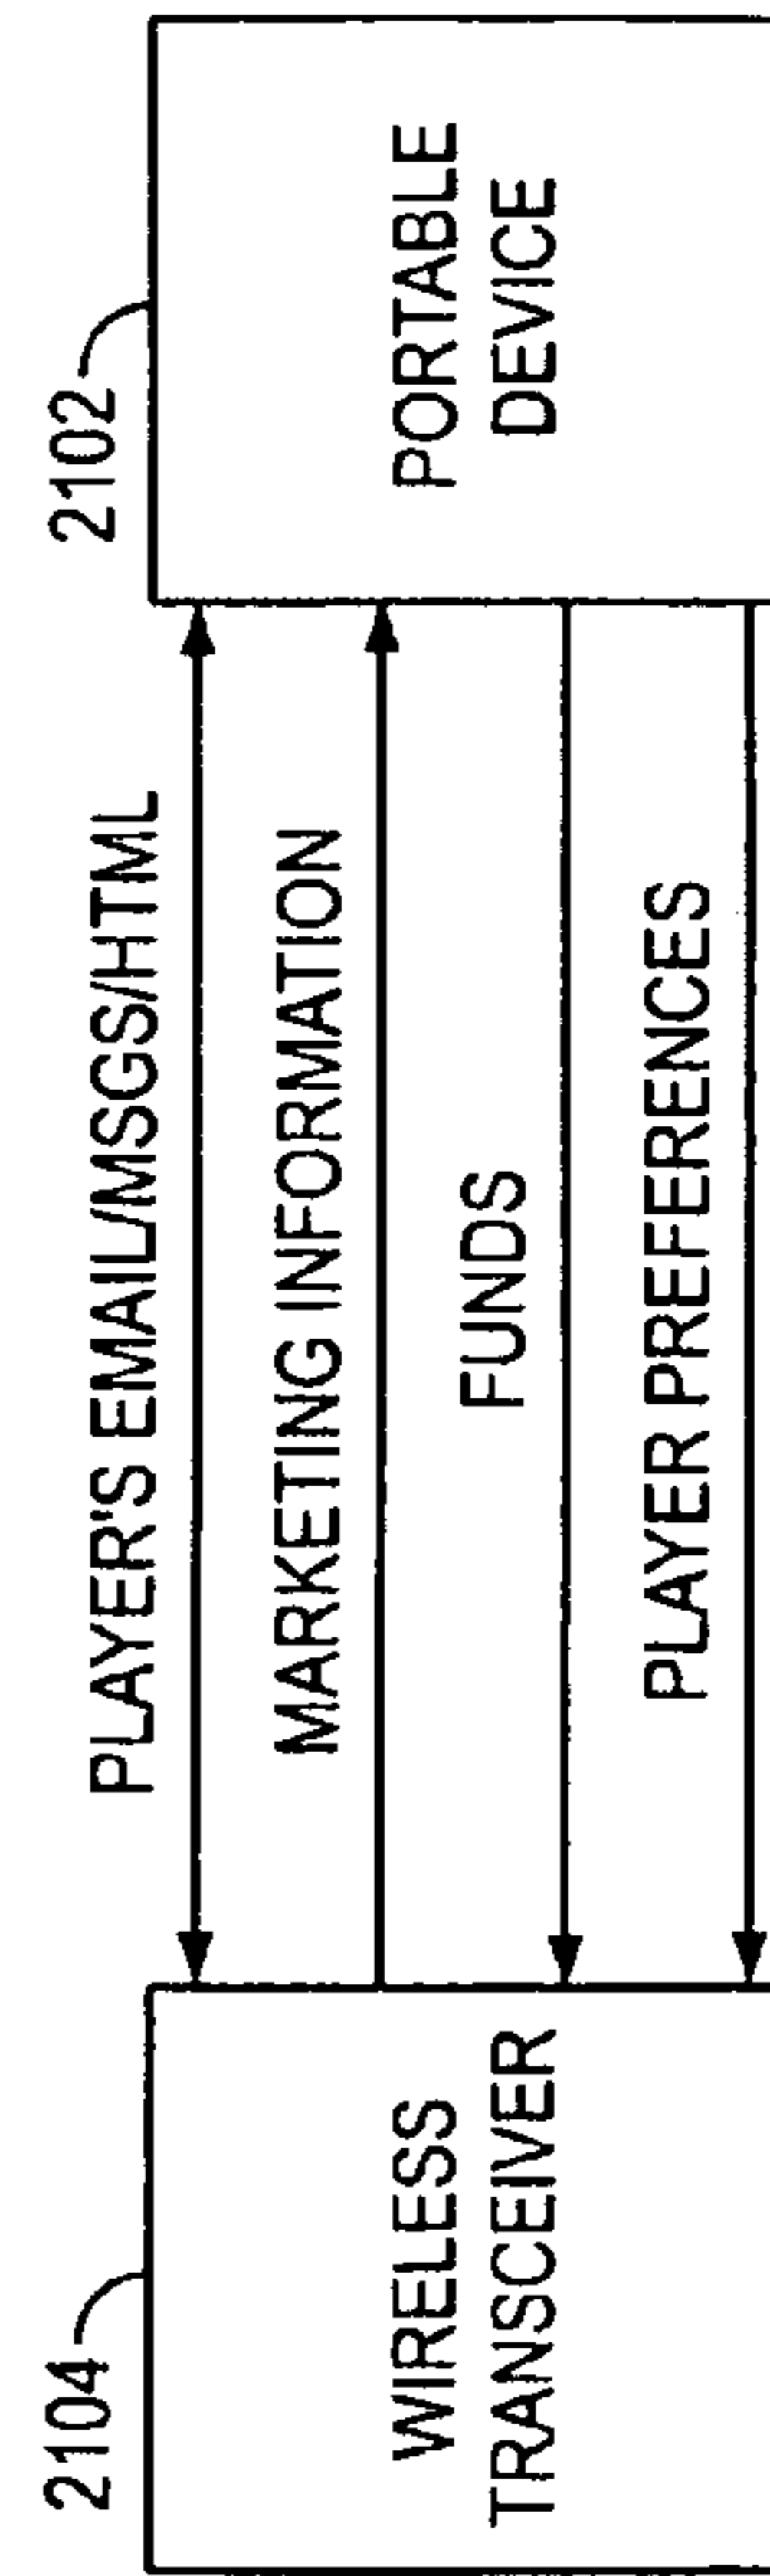 2104
2102
WIRELESS
TRANSCEIVER
PLAYER'S EMAIL/MSGS/HTML
MARKETING INFORMATION
FUNDS
PLAYER PREFERENCES
PORTABLE
DEVICE